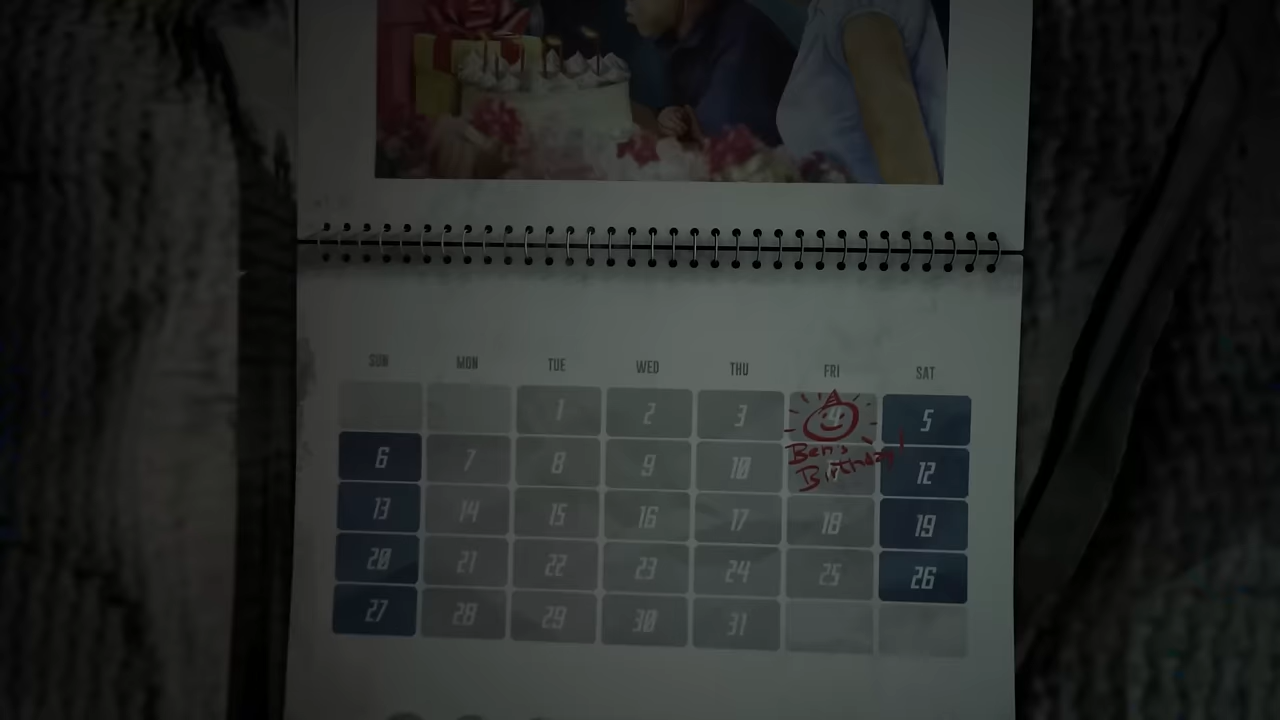 SUN MON TUE WED THU FRI SAT
1 2 3 4 5
Ben's
Birthday!
6 7 8 9 10 12
13 14 15 16 17 18 19
20 21 22 23 24 25 26
27 28 29 30 31